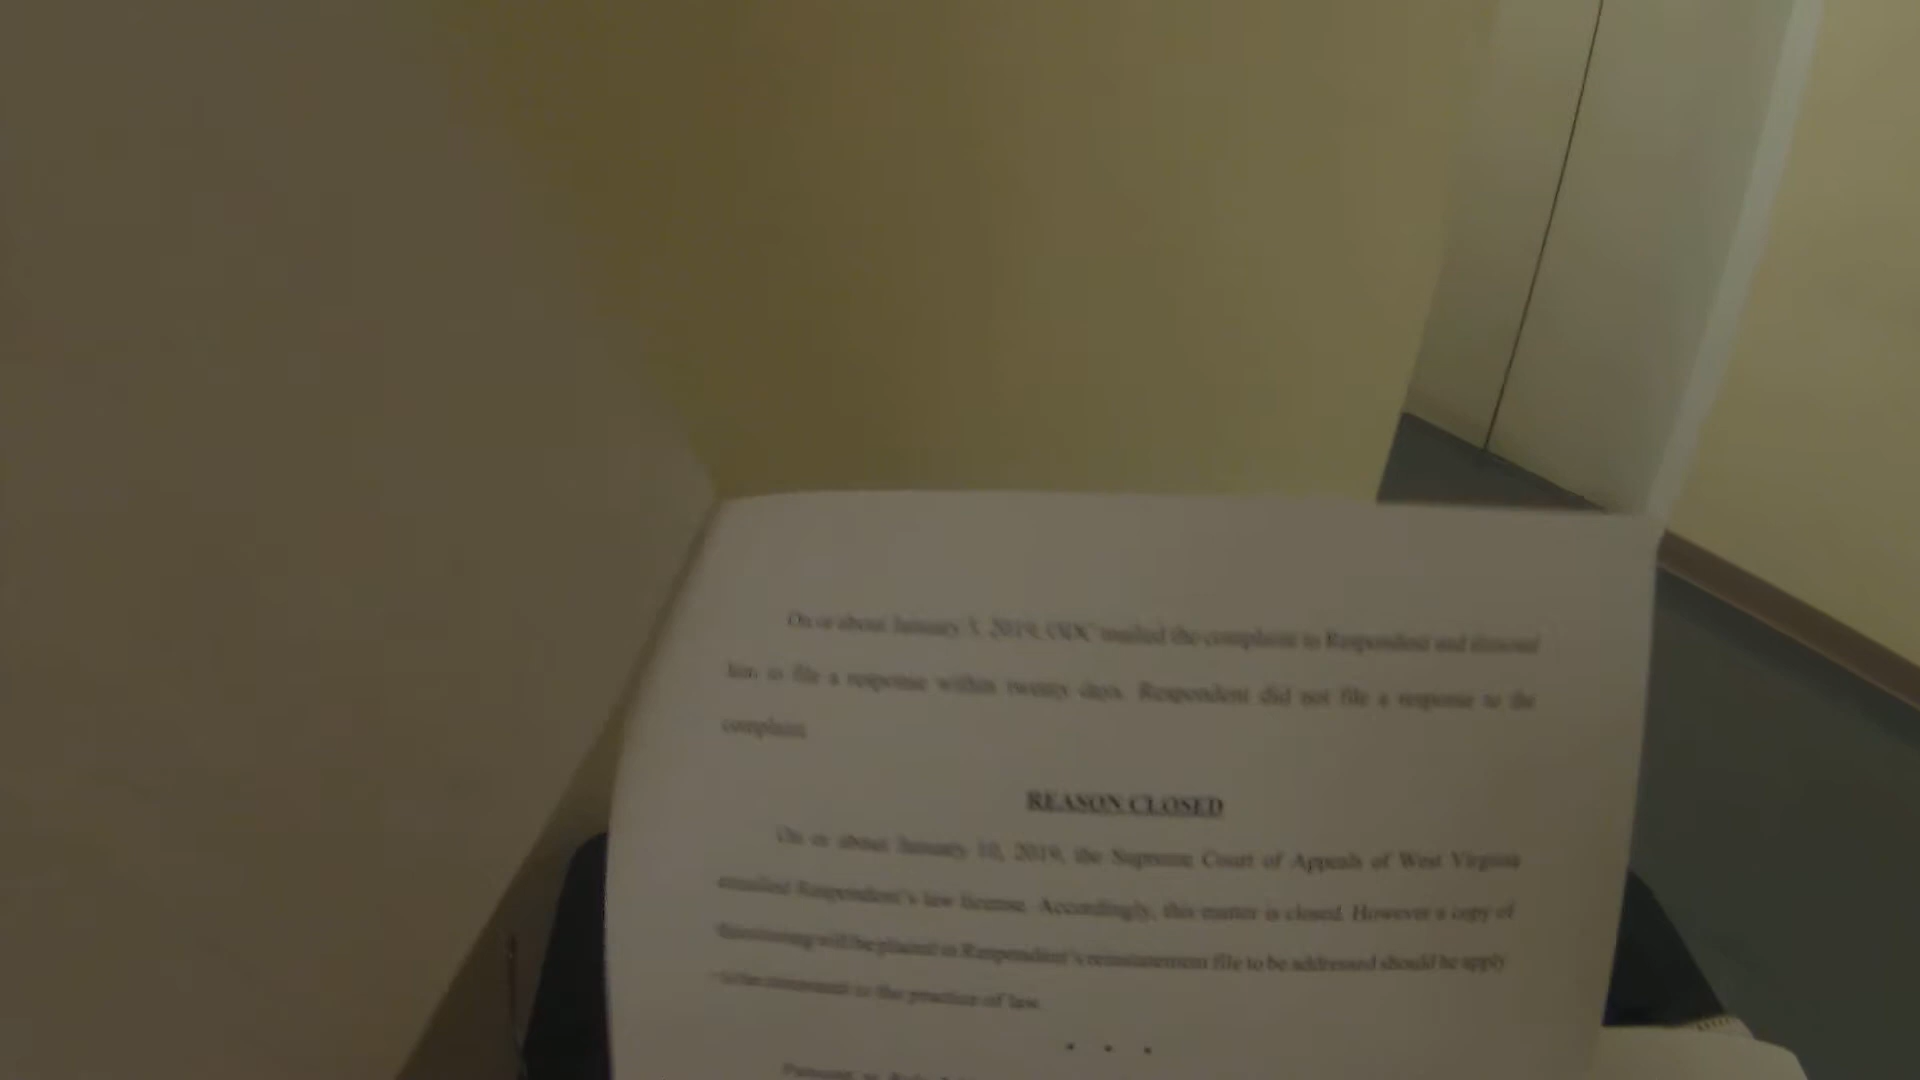 On or about January 3, 2019, ODC mailed the complaint to Respondent and
him to file a response within twenty days. Respondent did not file a response to the
complaint.
REASON CLOSED
On or about January 10, 2019, the Supreme Court of Appeals of West Virginia
annulled Respondent's law license. Accordingly, this matter is closed. However a copy of
will be placed in Respondent's reinstatement file to be addressed should he apply
to the practice of law.
. . .
Pursuant to